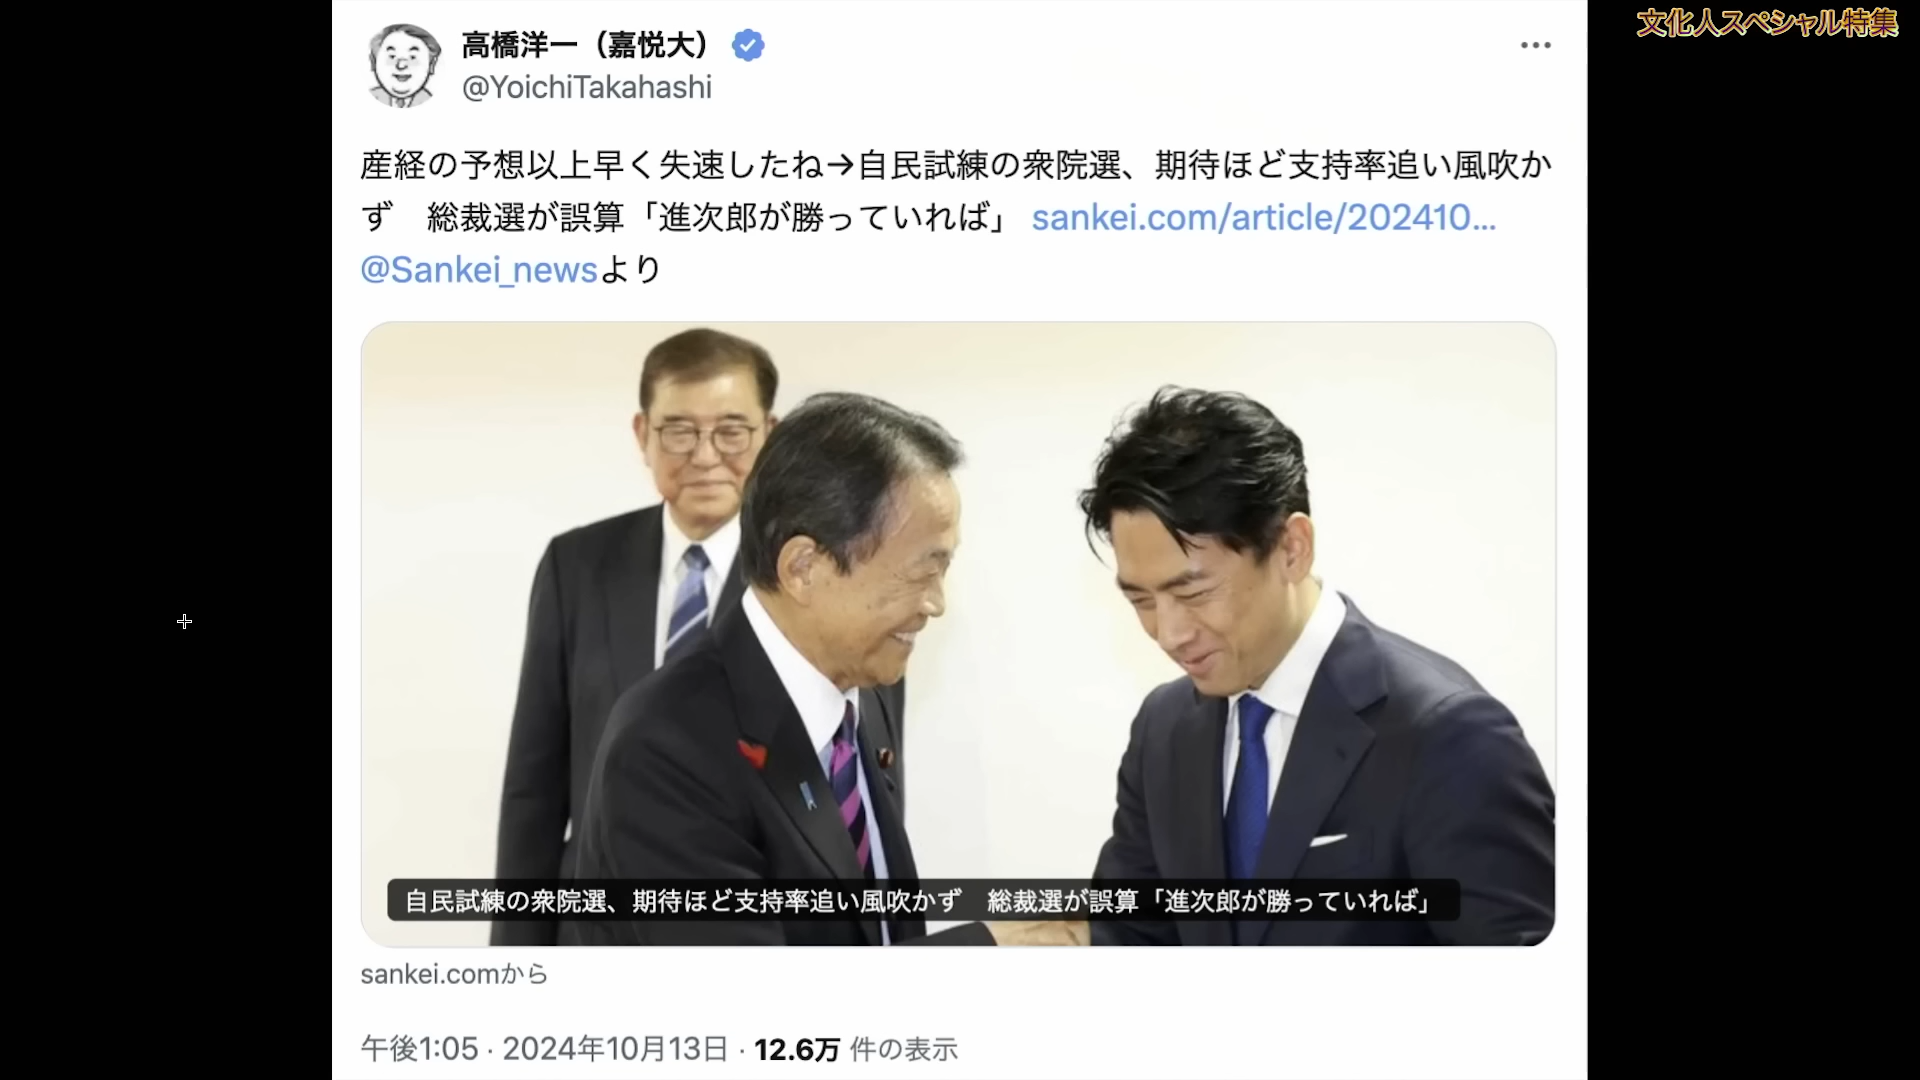 文化人スペシャル特集
高橋洋一（嘉悦大）
@YoichiTakahashi
産経の予想以上早く失速したね→自民試練の衆院選、期待ほど支持率追い風吹か
ず　総裁選が誤算「進次郎が勝っていれば」 sankei.com/article/202410…
@Sankei_newsより
自民試練の衆院選、期待ほど支持率追い風吹かず　総裁選が誤算「進次郎が勝っていれば」
sankei.comから
午後1:05 · 2024年10月13日 · 12.6万 件の表示